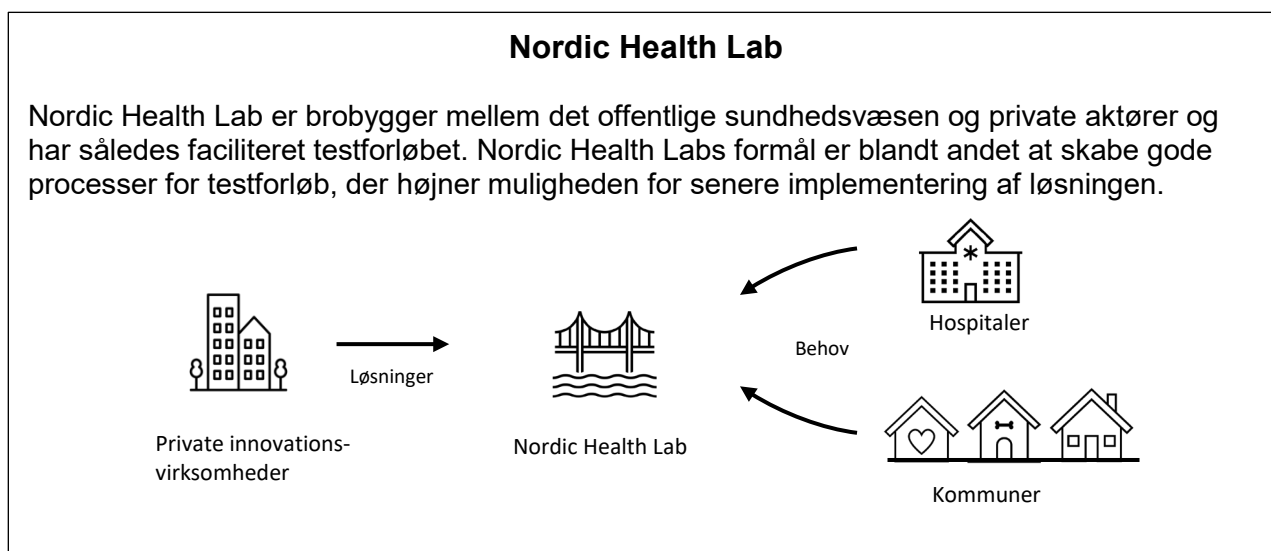 Nordic Health Lab
Nordic Health Lab er brobygger mellem det offentlige sundhedsvæsen og private aktører og
har således faciliteret testforløbet. Nordic Health Labs formål er blandt andet at skabe gode
processer for testforløb, der højner muligheden for senere implementering af løsningen.
Løsninger
Private innovations-
virksomheder
Nordic Health Lab
Behov
Hospitaler
Kommuner